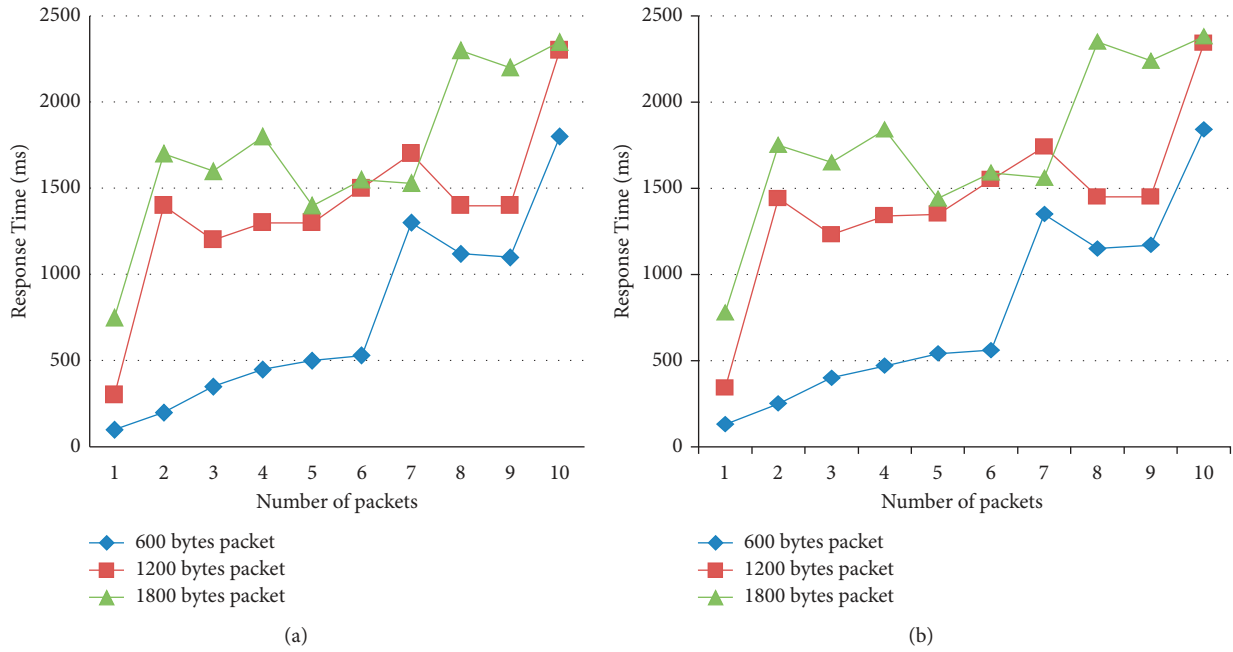 2500
2000
1500
1000
500
0
Response Time (ms)
1 2 3 4 5 6 7 8 9 10
Number of packets
600 bytes packet
1200 bytes packet
1800 bytes packet
(a)
2500
2000
1500
1000
500
0
Response Time (ms)
1 2 3 4 5 6 7 8 9 10
Number of packets
600 bytes packet
1200 bytes packet
1800 bytes packet
(b)